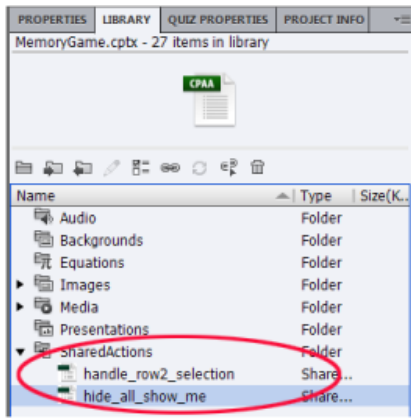 PROPERTIES LIBRARY QUIZ PROPERTIES PROJECT INFO
MemoryGame.cptx - 27 items in library
CPAA
Name Type Size(K...
Audio Folder
Backgrounds Folder
Equations Folder
Images Folder
Media Folder
Presentations Folder
SharedActions Folder
handle_row2_selection Share...
hide_all_show_me Share...